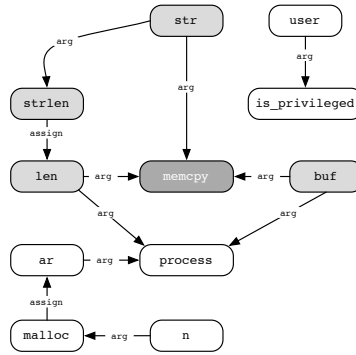 str user
arg arg
arg
strlen is_privileged
assign
len arg memcpy arg buf
arg arg
ar arg process
assign
malloc arg n